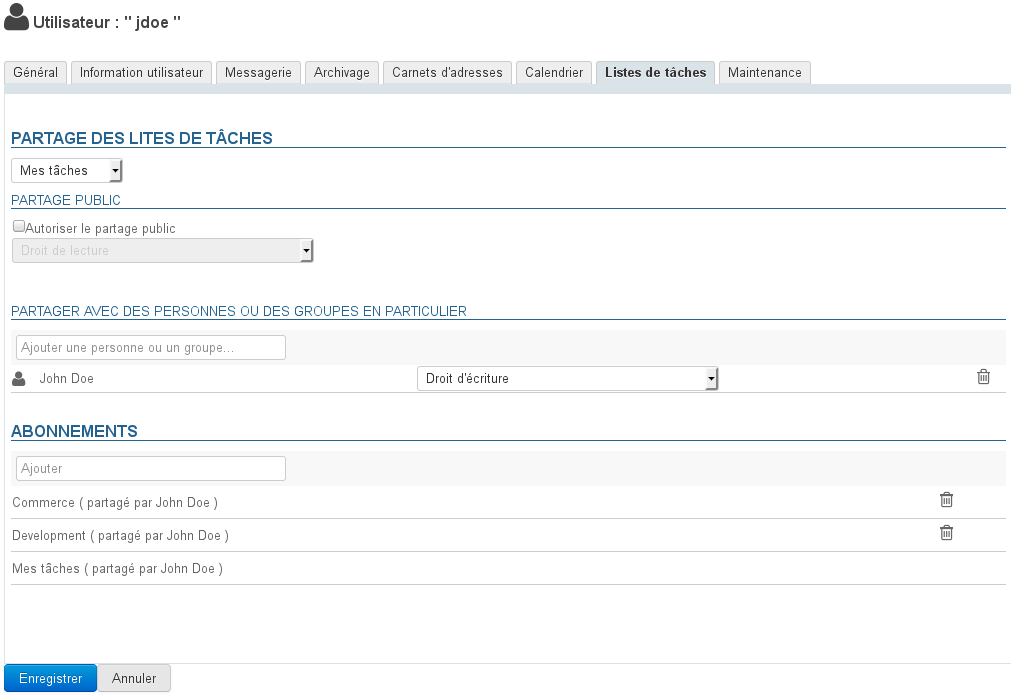 Utilisateur : " jdoe "
Général Information utilisateur Messagerie Archivage Carnets d'adresses Calendrier Listes de tâches Maintenance
PARTAGE DES LITES DE TÂCHES
Mes tâches
PARTAGE PUBLIC
Autoriser le partage public
Droit de lecture
PARTAGER AVEC DES PERSONNES OU DES GROUPES EN PARTICULIER
Ajouter une personne ou un groupe...
John Doe Droit d'écriture
ABONNEMENTS
Ajouter
Commerce ( partagé par John Doe )
Development ( partagé par John Doe )
Mes tâches ( partagé par John Doe )
Enregistrer Annuler